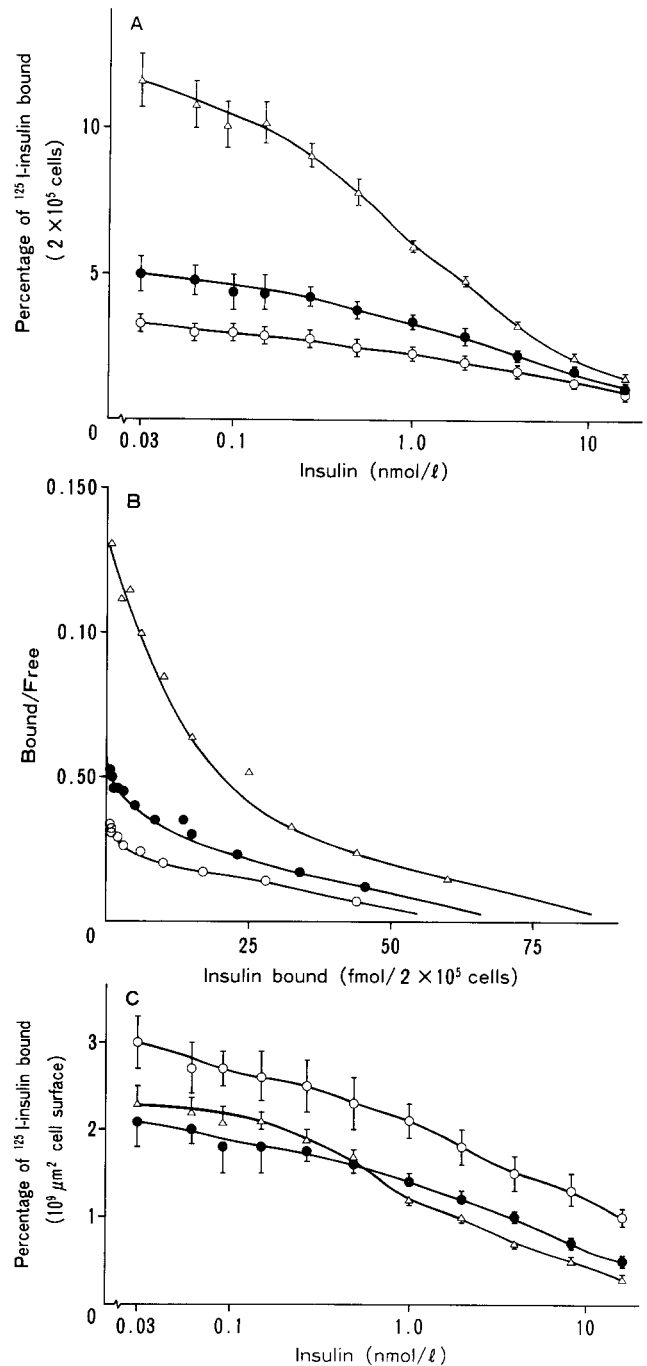 A
Percentage of ¹²⁵I-insulin bound
(2 × 10⁵ cells)
10
5
0
0.03 0.1 1.0 10
Insulin (nmol/ℓ)
B
Bound/Free
0.150
0.10
0.50
0
25 50 75
Insulin bound (fmol/2 × 10⁵ cells)
C
Percentage of ¹²⁵I-insulin bound
(10⁹ μm² cell surface)
3
2
1
0
0.03 0.1 1.0 10
Insulin (nmol/ℓ)